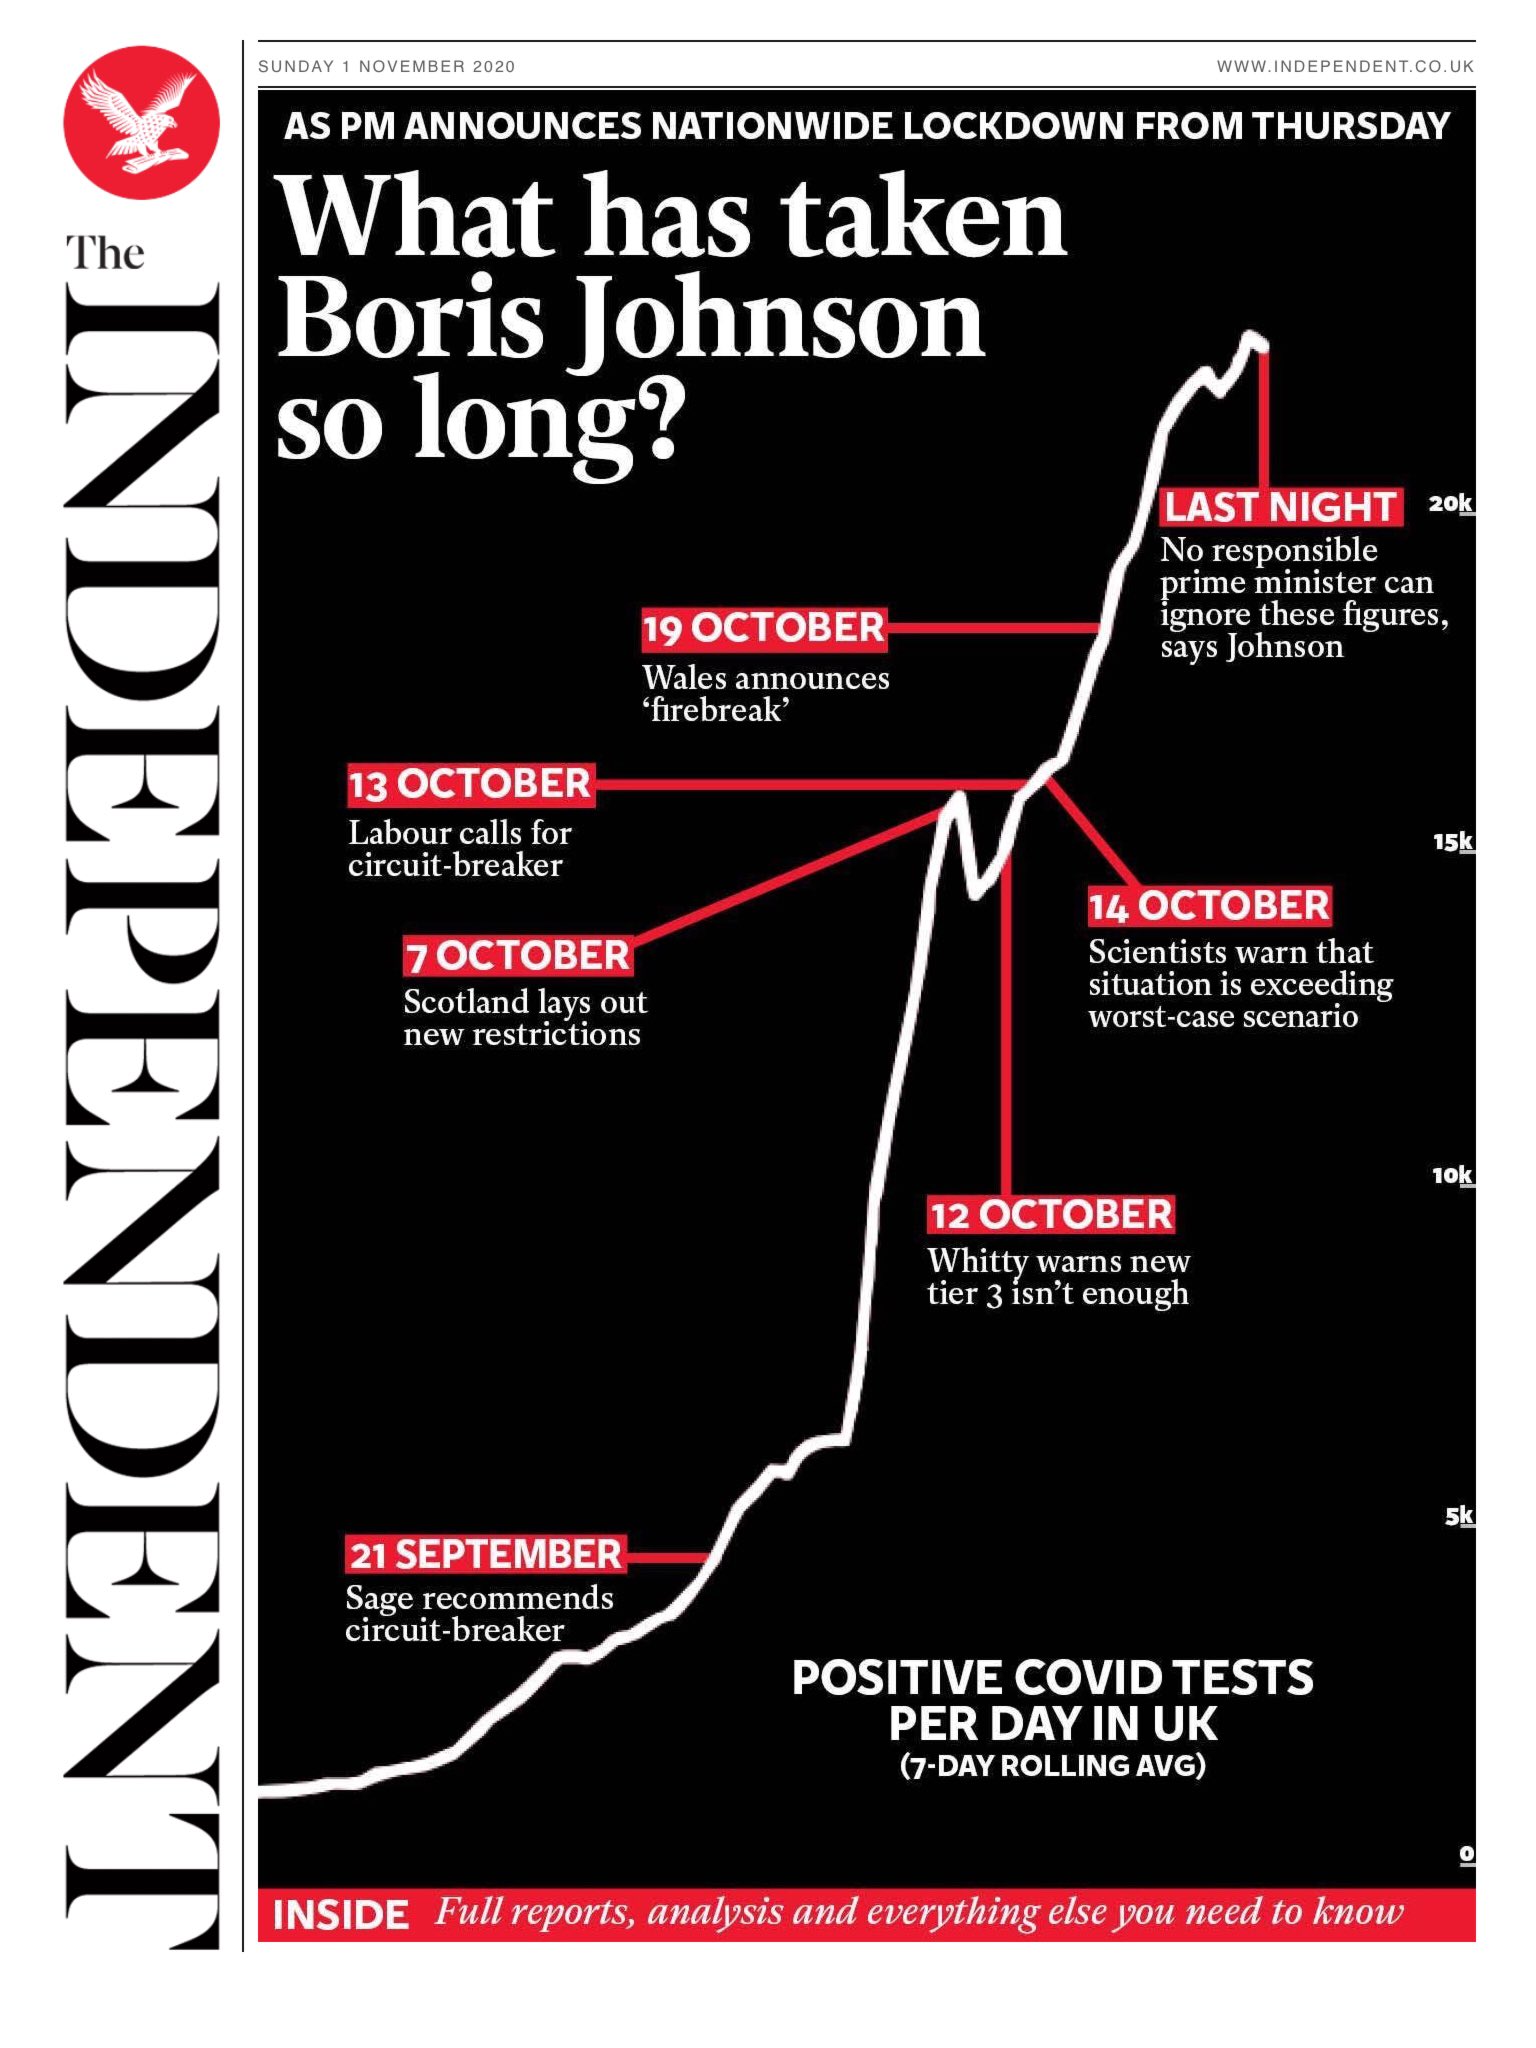 SUNDAY 1 NOVEMBER 2020
WWW.INDEPENDENT.CO.UK
The
INDEPENDENT
AS PM ANNOUNCES NATIONWIDE LOCKDOWN FROM THURSDAY
What has taken
Boris Johnson
so long?
LAST NIGHT
No responsible
prime minister can
ignore these figures,
says Johnson
20k
19 OCTOBER
Wales announces
‘firebreak’
13 OCTOBER
Labour calls for
circuit-breaker
15k
14 OCTOBER
Scientists warn that
situation is exceeding
worst-case scenario
7 OCTOBER
Scotland lays out
new restrictions
10k
12 OCTOBER
Whitty warns new
tier 3 isn’t enough
5k
21 SEPTEMBER
Sage recommends
circuit-breaker
POSITIVE COVID TESTS
PER DAY IN UK
(7-DAY ROLLING AVG)
0
INSIDE Full reports, analysis and everything else you need to know